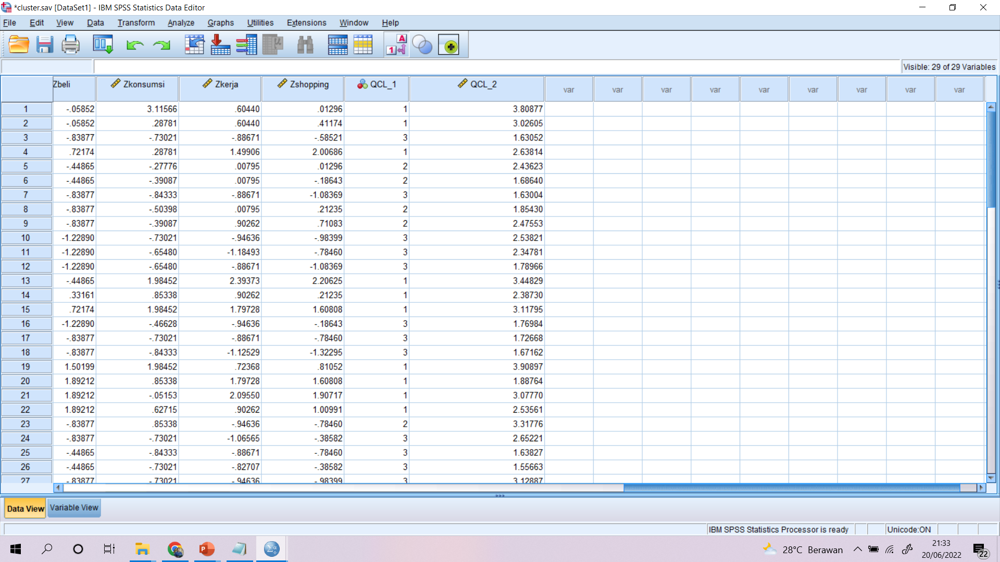 *cluster.sav [DataSet1] - IBM SPSS Statistics Data Editor
File Edit View Data Transform Analyze Graphs Utilities Extensions Window Help
Visible: 29 of 29 Variables
Zbeli Zkonsumsi Zkerja Zshopping QCL_1 QCL_2 var var var var var var var var var
1 -.05852 3.11566 .60440 .01296 1 3.80877
2 -.05852 .28781 .60440 .41174 1 3.02605
3 -.83877 -.73021 -.88671 -.58521 3 1.63052
4 .72174 .28781 1.49906 2.00686 1 2.63814
5 -.44865 -.27776 .00795 .01296 2 2.43623
6 -.44865 -.39087 .00795 -.18643 2 1.68640
7 -.83877 -.84333 -.88671 -1.08369 3 1.63004
8 -.83877 -.50398 .00795 .21235 2 1.85430
9 -.83877 -.39087 .90262 .71083 2 2.47553
10 -1.22890 -.73021 -.94636 -.98399 3 2.53821
11 -1.22890 -.65480 -1.18493 -.78460 3 2.34781
12 -1.22890 -.65480 -.88671 -1.08369 3 1.78966
13 -.44865 1.98452 2.39373 2.20625 1 3.44829
14 .33161 .85338 .90262 .21235 1 2.38730
15 .72174 1.98452 1.79728 1.60808 1 3.11795
16 -1.22890 -.46628 -.94636 -.18643 3 1.76984
17 -.83877 -.73021 -.88671 -.78460 3 1.72668
18 -.83877 -.84333 -1.12529 -1.32295 3 1.67162
19 1.50199 1.98452 .72368 .81052 1 3.90897
20 1.89212 .85338 1.79728 1.60808 1 1.88764
21 1.89212 -.05153 2.09550 1.90717 1 3.07770
22 1.89212 .62715 .90262 1.00991 1 2.53561
23 -.83877 .85338 -.94636 -.78460 2 3.31776
24 -.83877 -.73021 -1.06565 -.38582 3 2.65221
25 -.44865 -.84333 -.88671 -.78460 3 1.63827
26 -.44865 -.73021 -.82707 -.38582 3 1.55663
27 -.83877 -.73021 -.94636 -.98399 3 3.12887
Data View Variable View
IBM SPSS Statistics Processor is ready Unicode:ON
28°C Berawan 21:33
20/06/2022 22